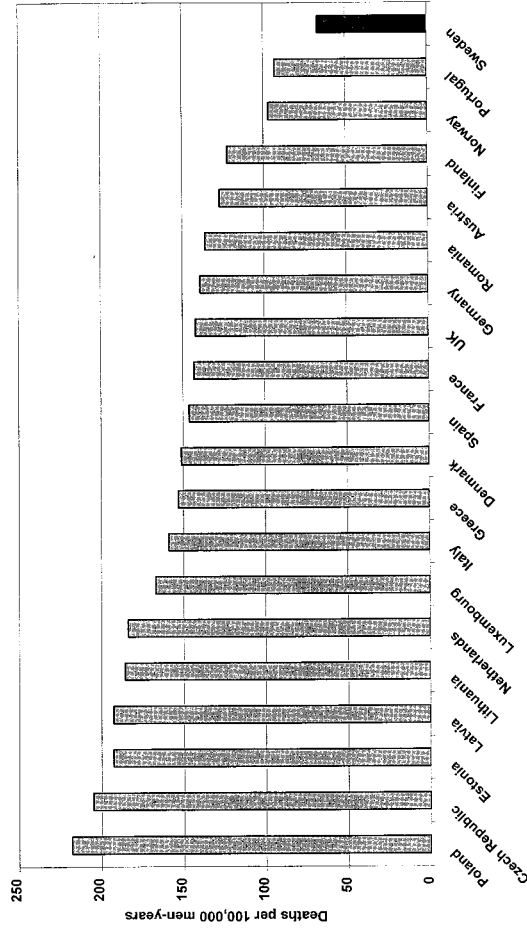 Deaths per 100,000 men-years
250
200
150
100
50
0
Poland
Czech Republic
Estonia
Latvia
Lithuania
Netherlands
Luxembourg
Italy
Greece
Denmark
Spain
France
UK
Germany
Romania
Austria
Finland
Norway
Portugal
Sweden